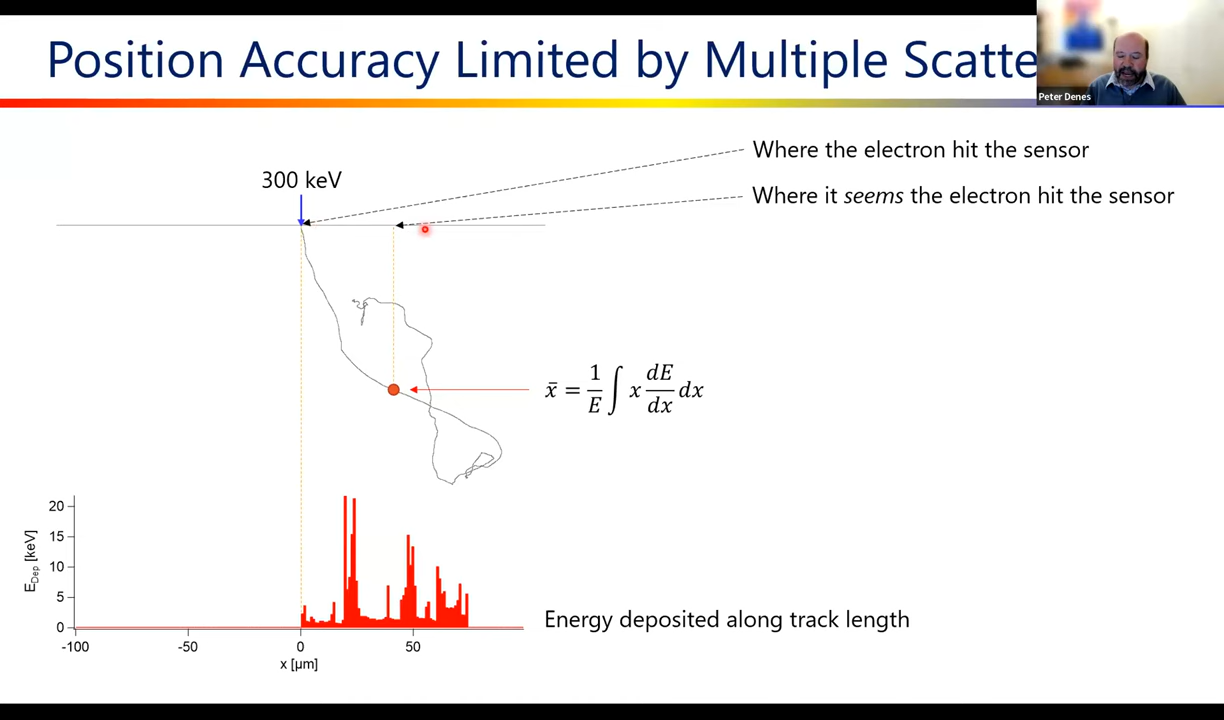 Position Accuracy Limited by Multiple Scatte
Peter Denes
Where the electron hit the sensor
300 keV
Where it seems the electron hit the sensor
x̄ = 1/E ∫ x dE/dx dx
20
15
10
5
0
E_Dep [keV]
Energy deposited along track length
-100
-50
0
50
x [µm]